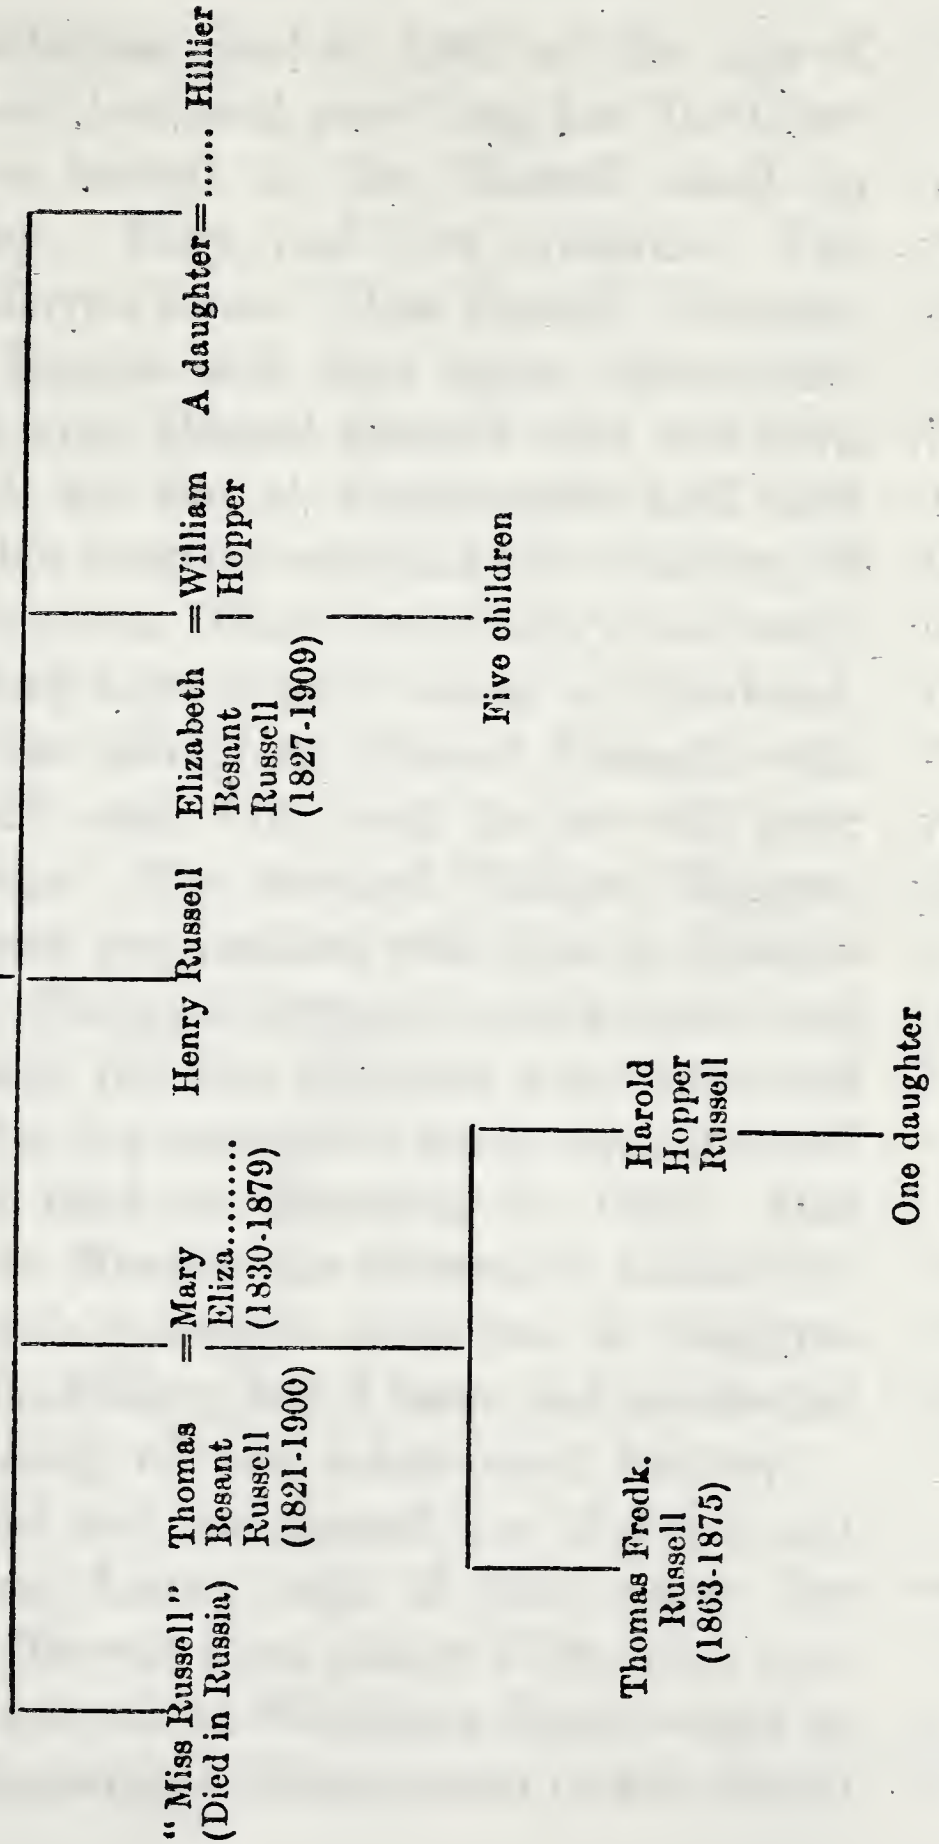 “Miss Russell”
(Died in Russia)
Thomas
Besant
Russell
(1821-1900)
=Mary
Eliza.........
(1830-1879)
Henry Russell
Elizabeth
Besant
Russell
(1827-1909)
=William
Hopper
A daughter=...... Hillier
Thomas Fredk.
Russell
(1863-1875)
Harold
Hopper
Russell
Five children
One daughter